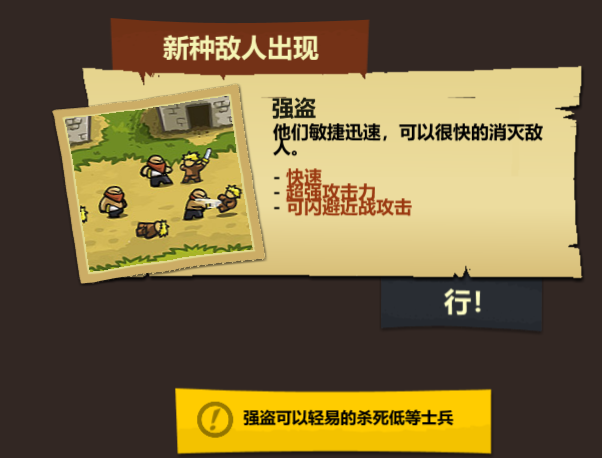 新种敌人出现
强盗
他们敏捷迅速，可以很快的消灭敌
人。
- 快速
- 超强攻击力
- 可闪避近战攻击
行!
强盗可以轻易的杀死低等士兵